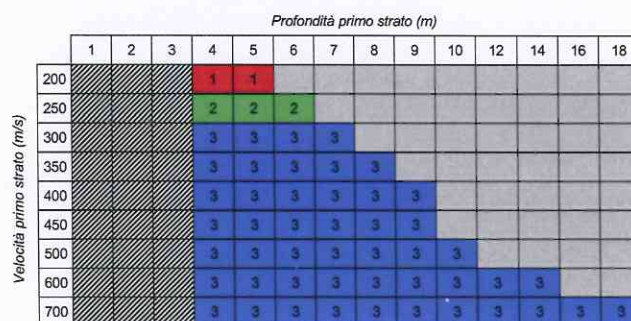 Profondità primo strato (m)
1 2 3 4 5 6 7 8 9 10 12 14 16 18
Velocità primo strato (m/s)
200 1 1
250 2 2 2
300 3 3 3 3
350 3 3 3 3 3
400 3 3 3 3 3 3
450 3 3 3 3 3 3
500 3 3 3 3 3 3 3
600 3 3 3 3 3 3 3 3 3
700 3 3 3 3 3 3 3 3 3 3 3